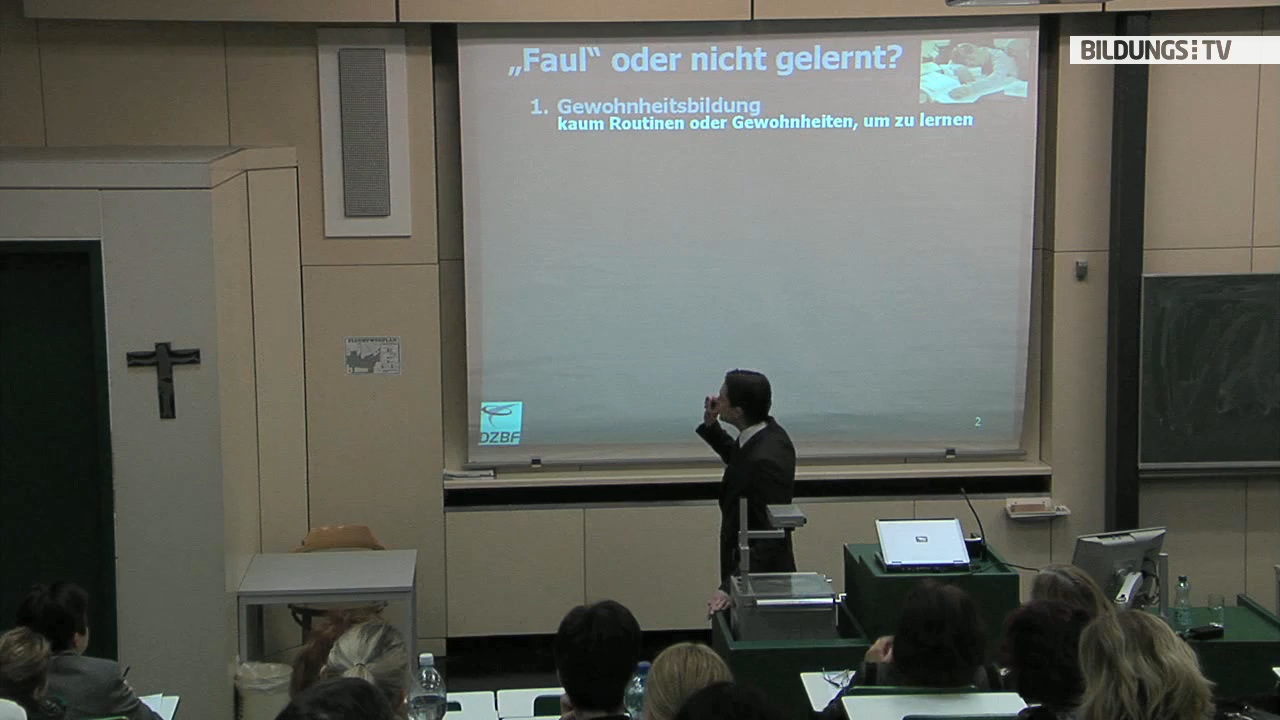 BILDUNGS TV
„Faul“ oder nicht gelernt?
1. Gewohnheitsbildung
kaum Routinen oder Gewohnheiten, um zu lernen
DZBF
2